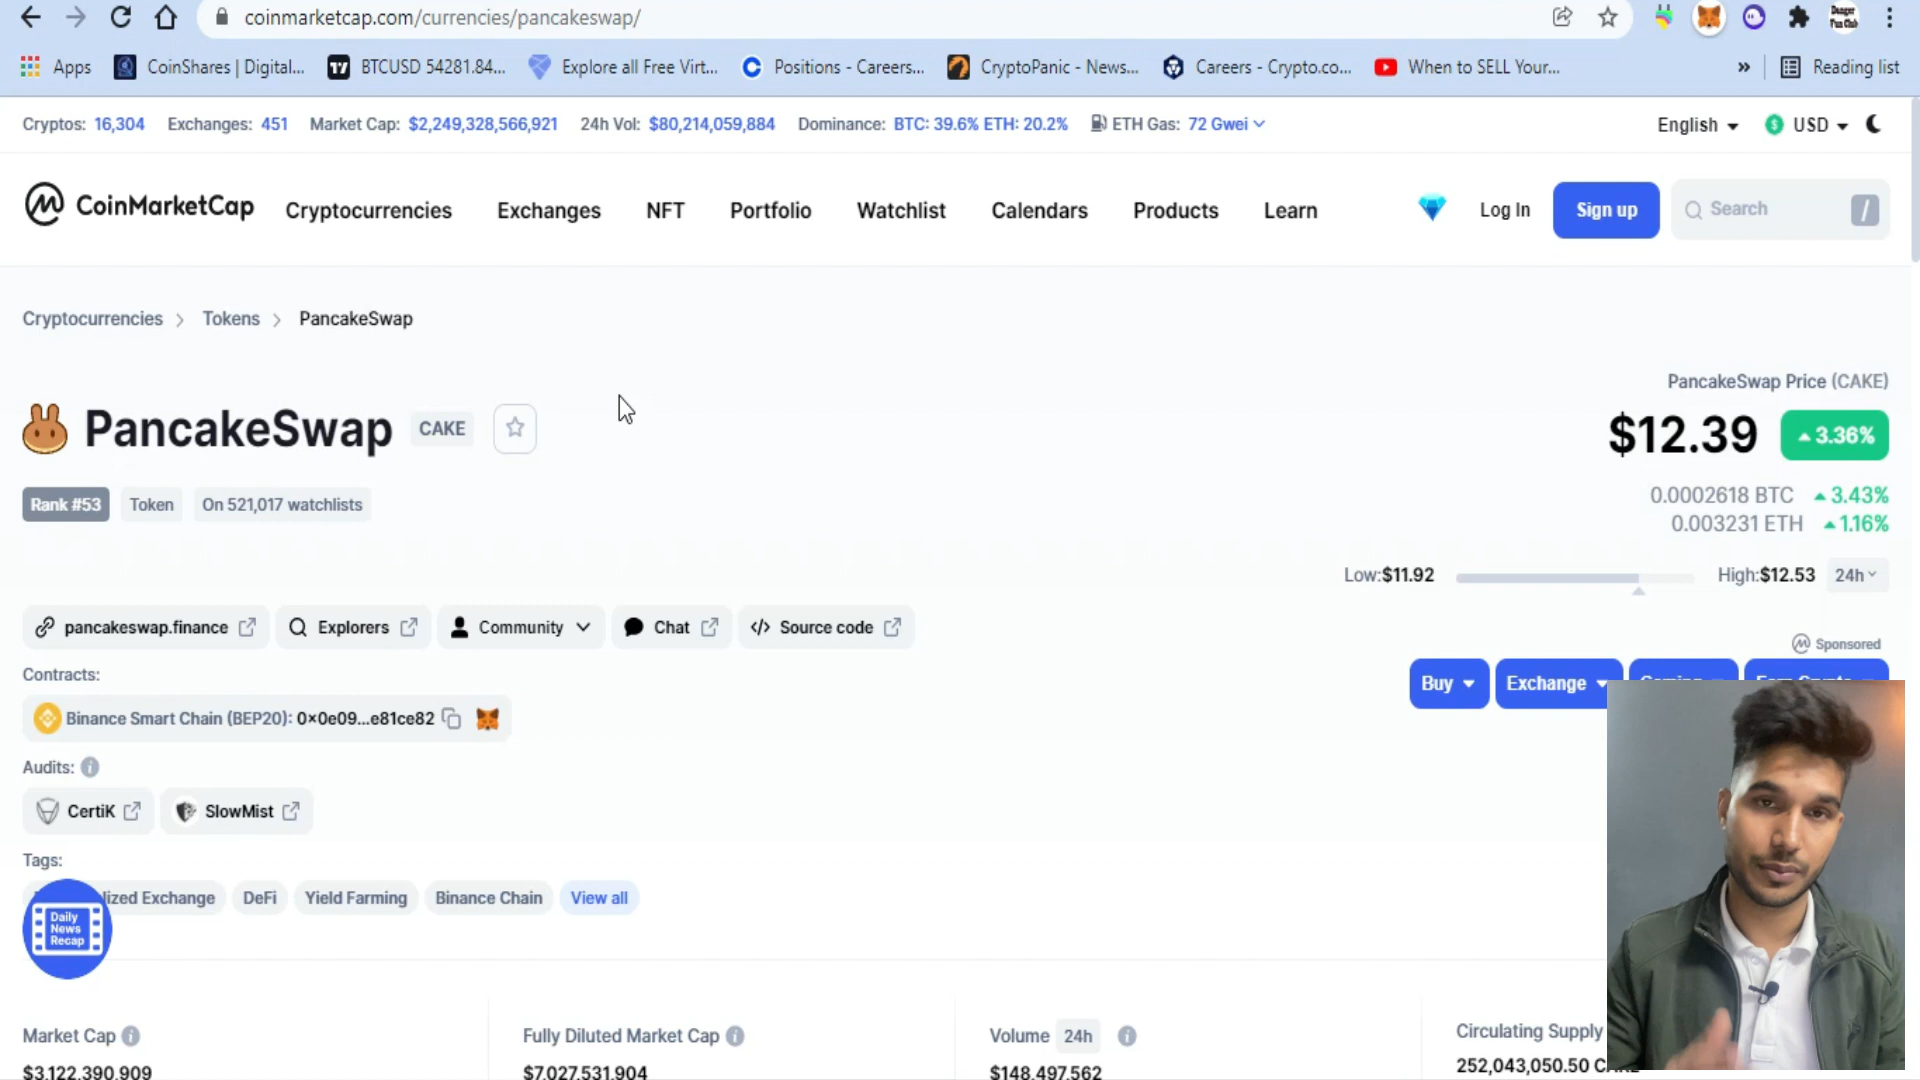 coinmarketcap.com/currencies/pancakeswap/
Danger Fun Club
Apps CoinShares | Digital... BTCUSD 54281.84... Explore all Free Virt... Positions - Careers... CryptoPanic - News... Careers - Crypto.co... When to SELL Your... » Reading list
Cryptos: 16,304 Exchanges: 451 Market Cap: $2,249,328,566,921 24h Vol: $80,214,059,884 Dominance: BTC: 39.6% ETH: 20.2% ETH Gas: 72 Gwei English USD
CoinMarketCap Cryptocurrencies Exchanges NFT Portfolio Watchlist Calendars Products Learn Log In Sign up Search /
Cryptocurrencies > Tokens > PancakeSwap
PancakeSwap Price (CAKE)
PancakeSwap CAKE $12.39 3.36%
Rank #53 Token On 521,017 watchlists 0.0002618 BTC 3.43%
0.003231 ETH 1.16%
Low:$11.92 High:$12.53 24h
pancakeswap.finance Explorers Community Chat </> Source code
Sponsored
Contracts:
Buy Exchange
Binance Smart Chain (BEP20): 0x0e09...e81ce82
Audits:
CertiK SlowMist
Tags:
lized Exchange DeFi Yield Farming Binance Chain View all
Daily
News
Recap
Market Cap Fully Diluted Market Cap Volume 24h Circulating Supply
$3,122,390,909 $7,027,531,904 $148,497,562 252,043,050.50